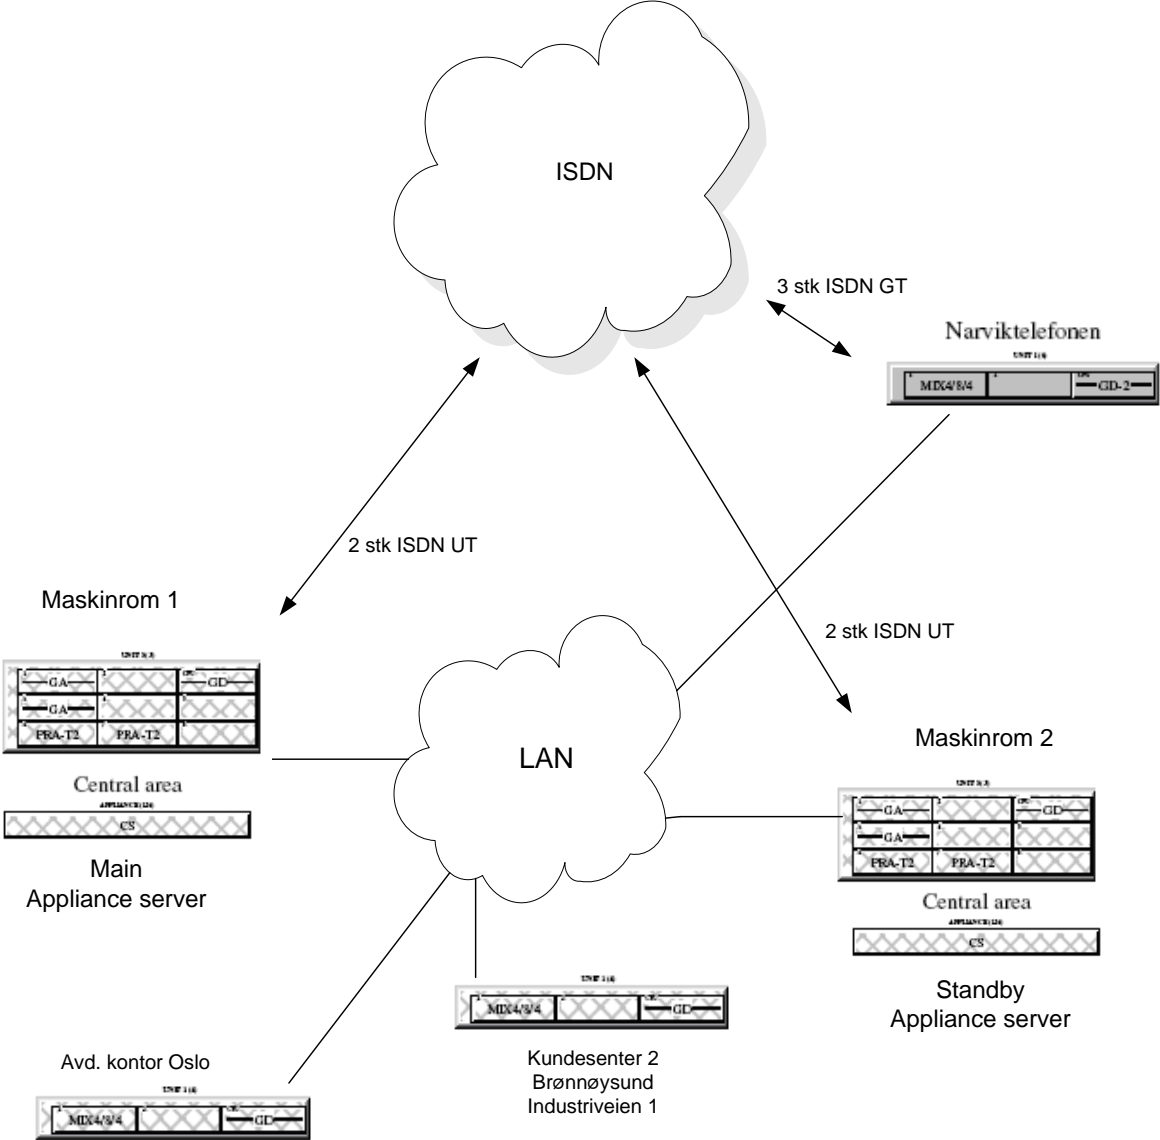 ISDN
3 stk ISDN GT
Narviktelefonen
MIX4/8/4
GD-2
2 stk ISDN UT
Maskinrom 1
2 stk ISDN UT
GA
GD
GA
PRA-T2 PRA-T2
LAN
Maskinrom 2
Central area
CS
GA
GD
GA
PRA-T2 PRA-T2
Main
Appliance server
Central area
CS
MIX4/8/4
GD
Standby
Appliance server
Avd. kontor Oslo
Kundesenter 2
Brønnøysund
Industriveien 1
MIX4/8/4
GD